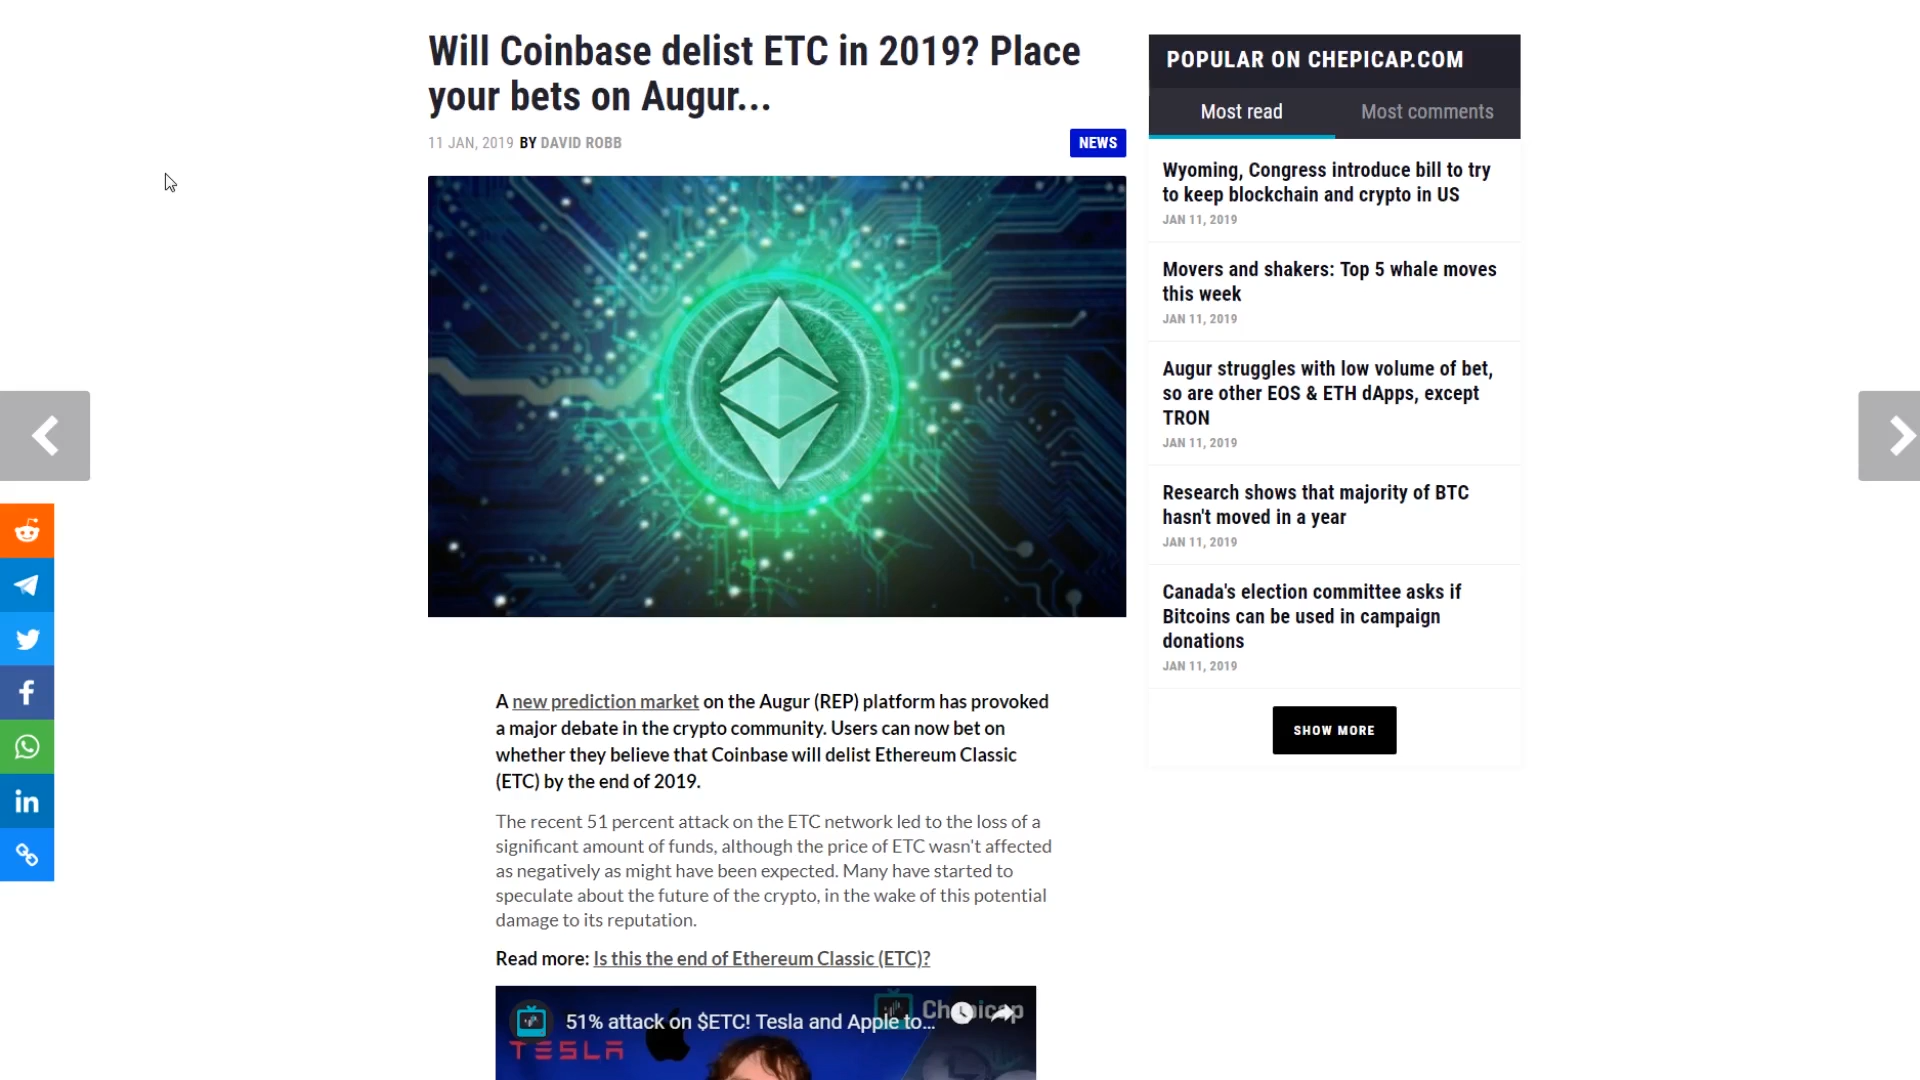 Will Coinbase delist ETC in 2019? Place
your bets on Augur...
11 JAN, 2019 BY DAVID ROBB
NEWS
A new prediction market on the Augur (REP) platform has provoked
a major debate in the crypto community. Users can now bet on
whether they believe that Coinbase will delist Ethereum Classic
(ETC) by the end of 2019.
The recent 51 percent attack on the ETC network led to the loss of a
significant amount of funds, although the price of ETC wasn't affected
as negatively as might have been expected. Many have started to
speculate about the future of the crypto, in the wake of this potential
damage to its reputation.
Read more: Is this the end of Ethereum Classic (ETC)?
Chepicap
51% attack on $ETC! Tesla and Apple to...
TESLA
POPULAR ON CHEPICAP.COM
Most read
Most comments
Wyoming, Congress introduce bill to try
to keep blockchain and crypto in US
JAN 11, 2019
Movers and shakers: Top 5 whale moves
this week
JAN 11, 2019
Augur struggles with low volume of bet,
so are other EOS & ETH dApps, except
TRON
JAN 11, 2019
Research shows that majority of BTC
hasn't moved in a year
JAN 11, 2019
Canada's election committee asks if
Bitcoins can be used in campaign
donations
JAN 11, 2019
SHOW MORE